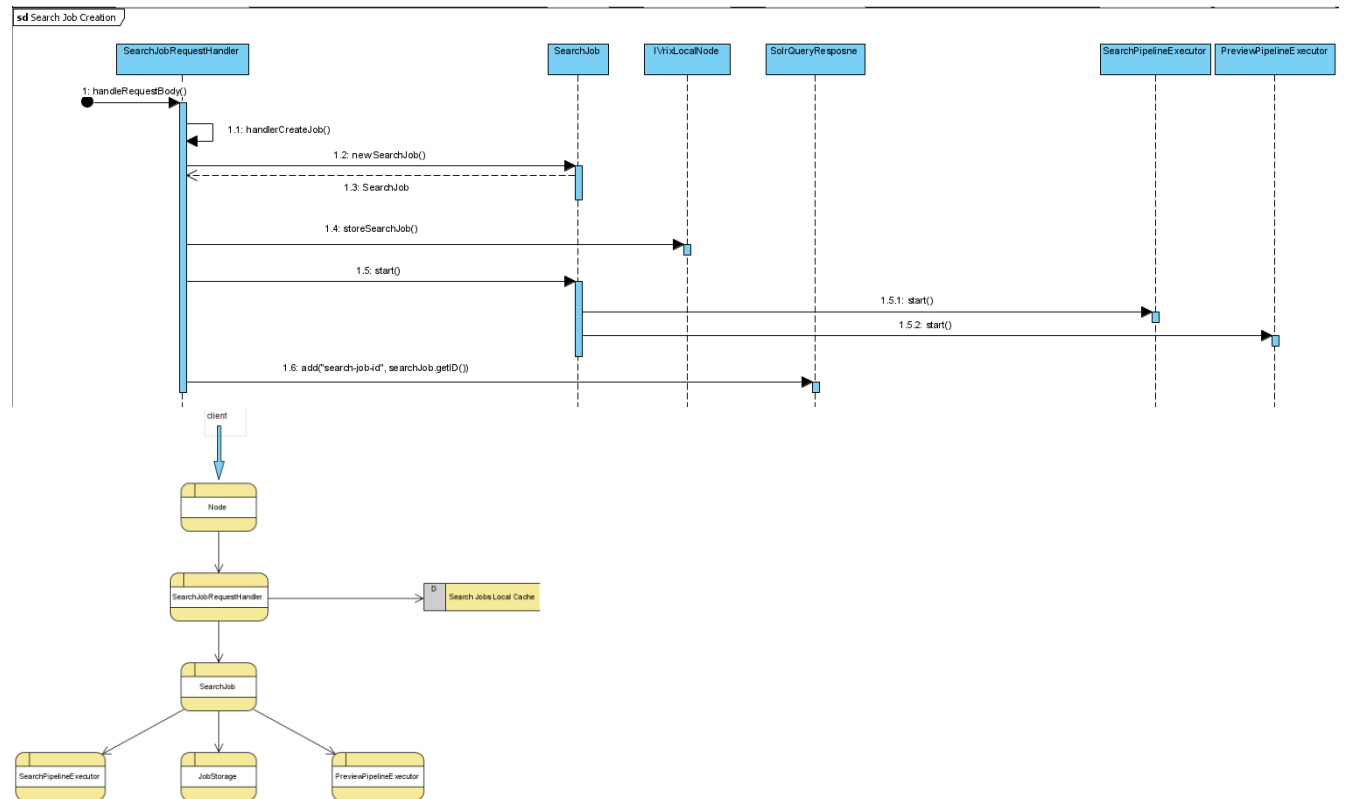 sd Search Job Creation
SearchJobRequestHandler
SearchJob
IVrixLocalNode
SolrQueryResposne
SearchPipelineExecutor
PreviewPipelineExecutor
1: handleRequestBody()
1.1: handlerCreateJob()
1.2: newSearchJob()
1.3: SearchJob
1.4: storeSearchJob()
1.5: start()
1.5.1: start()
1.5.2: start()
1.6: add("search-job-id", searchJob.getID())
client
Node
SearchJobRequestHandler
D
Search Jobs Local Cache
SearchJob
SearchPipelineExecutor
JobStorage
PreviewPipelineExecutor